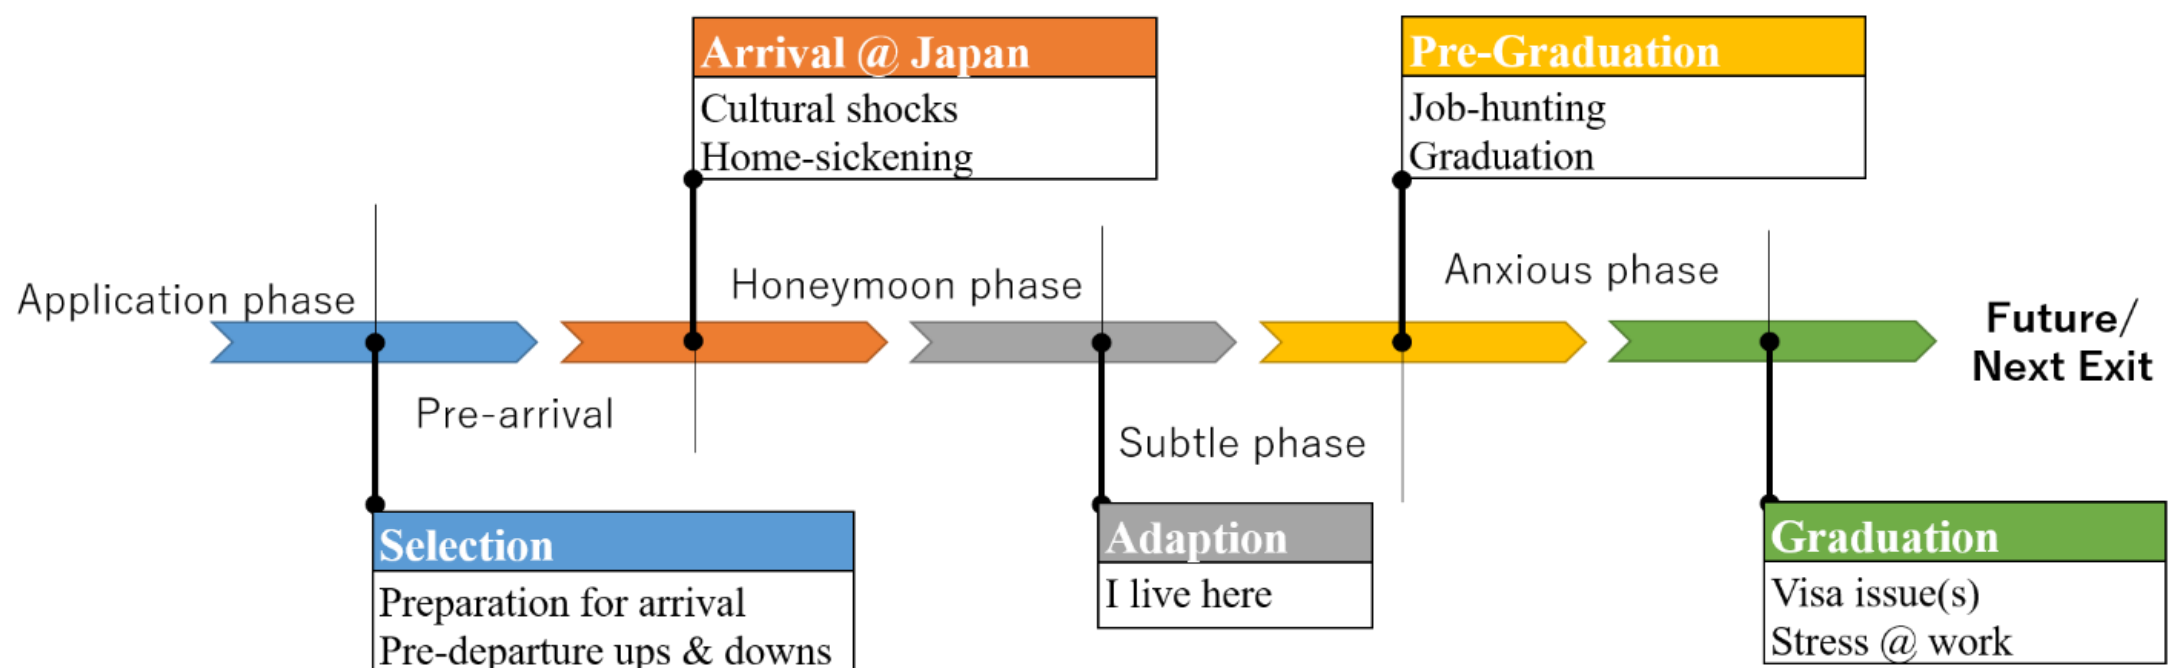 Arrival @ Japan
Cultural shocks
Home-sickening
Pre-Graduation
Job-hunting
Graduation
Application phase
Honeymoon phase
Anxious phase
Future/
Next Exit
Pre-arrival
Subtle phase
Selection
Preparation for arrival
Pre-departure ups & downs
Adaption
I live here
Graduation
Visa issue(s)
Stress @ work